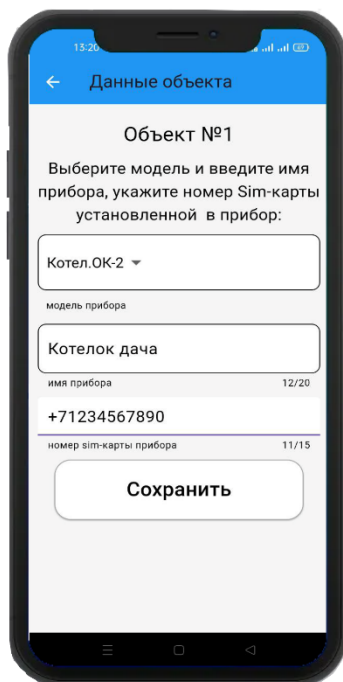 13:20
Данные объекта
Объект №1
Выберите модель и введите имя
прибора, укажите номер Sim-карты
установленной в прибор:
Котел.ОК-2
модель прибора
Котелок дача
имя прибора 12/20
+71234567890
номер sim-карты прибора 11/15
Сохранить